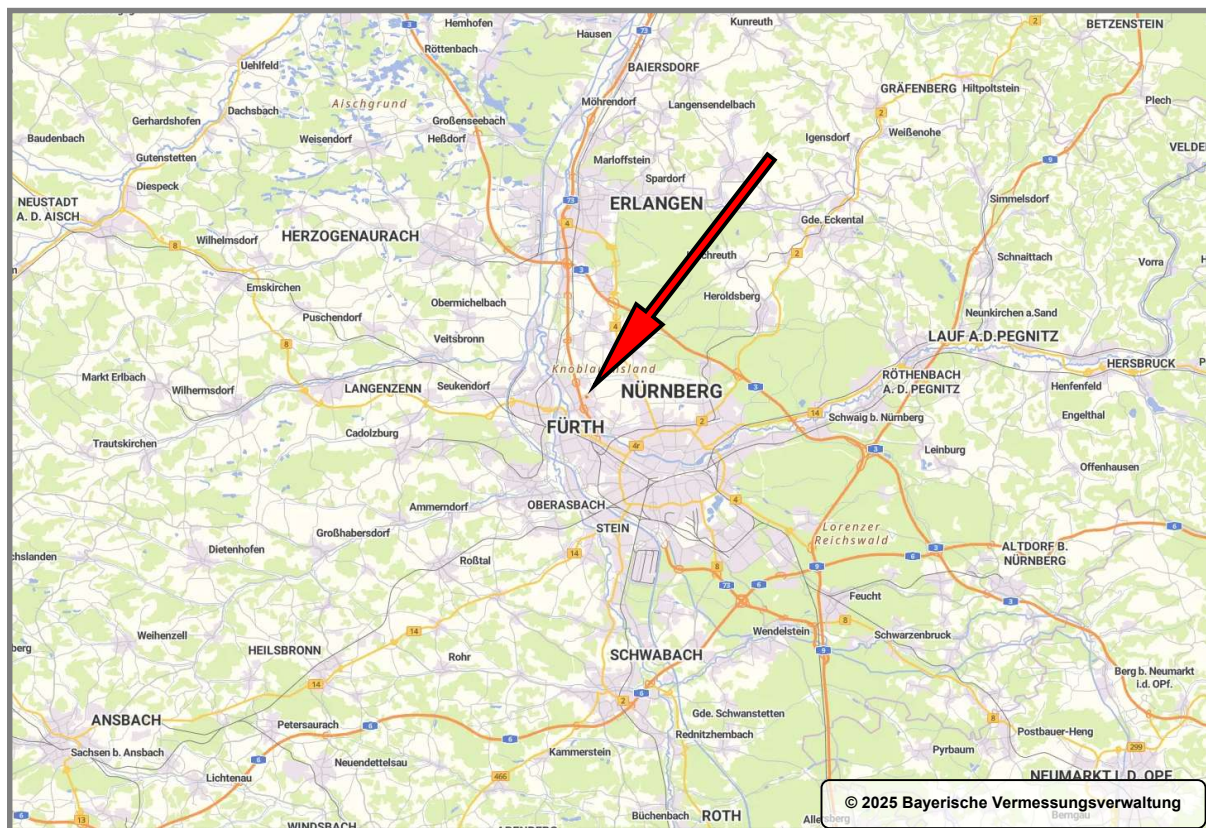 Hemhofen
Hausen
Kunreuth
BETZENSTEIN
Röttenbach
Uehlfeld
BAIERSDORF
GRÄFENBERG
Hiltpoltstein
Plech
Aischgrund
Möhrendorf
Langensendelbach
Dachsbach
Gerhardshofen
Großenseebach
Weißenohe
Baudenbach
Weisendorf
Heßdorf
Igensdorf
VELDE
Gutenstetten
Marloffstein
Diespeck
Spardorf
NEUSTADT
A. D. AISCH
ERLANGEN
Simmelsdorf
Gde. Eckental
HERZOGENAURACH
Wilhelmsdorf
Schnaittach
Vorra
Emskirchen
Obermichelbach
Heroldsberg
Puschendorf
Neunkirchen a.Sand
Veitsbronn
LAUF A.D.PEGNITZ
HERSBRUCK
Markt Erlbach
Wilhermsdorf
LANGENZENN
Seukendorf
NÜRNBERG
RÖTHENBACH
A. D. PEGNITZ
Henfenfeld
Schwaig b. Nürnberg
Engelthal
FÜRTH
Cadolzburg
Trautskirchen
Leinburg
Offenhausen
Ammerndorf
OBERASBACH
STEIN
Großhabersdorf
Lorenzer
Reichswald
Dietenhofen
Roßtal
ALTDORF B.
NÜRNBERG
Feucht
Weihenzell
Wendelstein
Schwarzenbruck
HEILSBRONN
Rohr
SCHWABACH
Berg b. Neumarkt
i.d. OPf.
ANSBACH
Petersaurach
Gde. Schwanstetten
Rednitzhembach
Postbauer-Heng
Sachsen b. Ansbach
Neuendettelsau
Kammerstein
Pyrbaum
Lichtenau
NEUMARKT I. D. OPF.
© 2025 Bayerische Vermessungsverwaltung
Büchenbach
ROTH
WINDSBACH